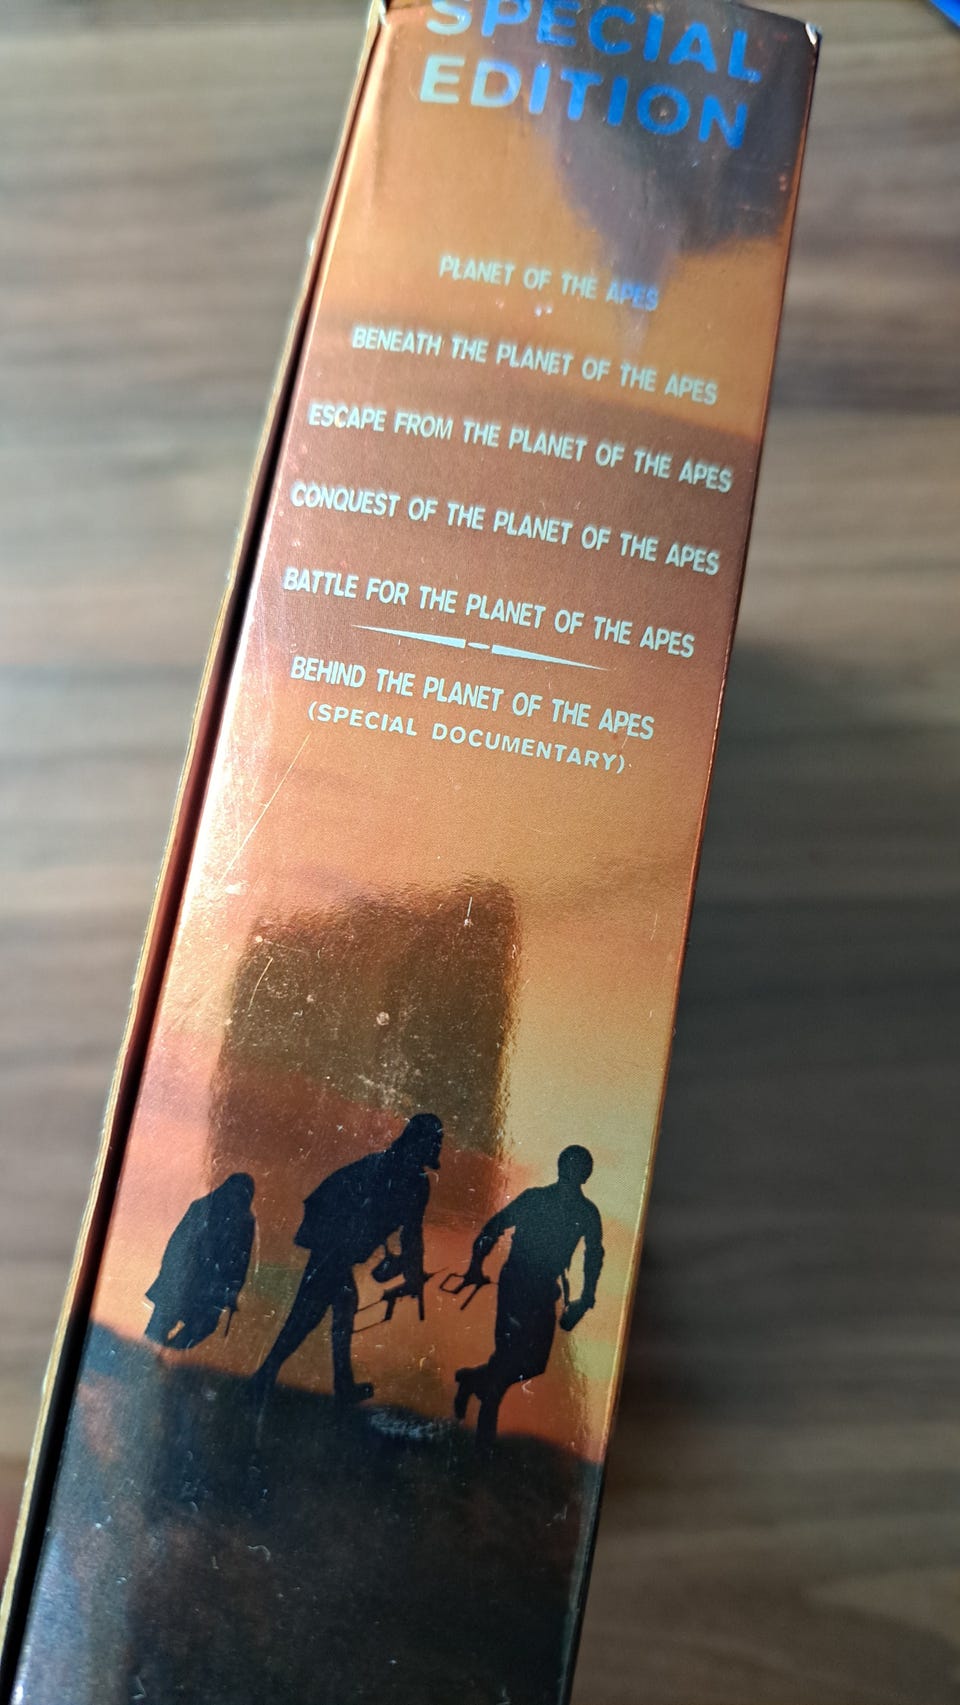 SPECIAL
EDITION
PLANET OF THE APES
BENEATH THE PLANET OF THE APES
ESCAPE FROM THE PLANET OF THE APES
CONQUEST OF THE PLANET OF THE APES
BATTLE FOR THE PLANET OF THE APES
BEHIND THE PLANET OF THE APES
(SPECIAL DOCUMENTARY)